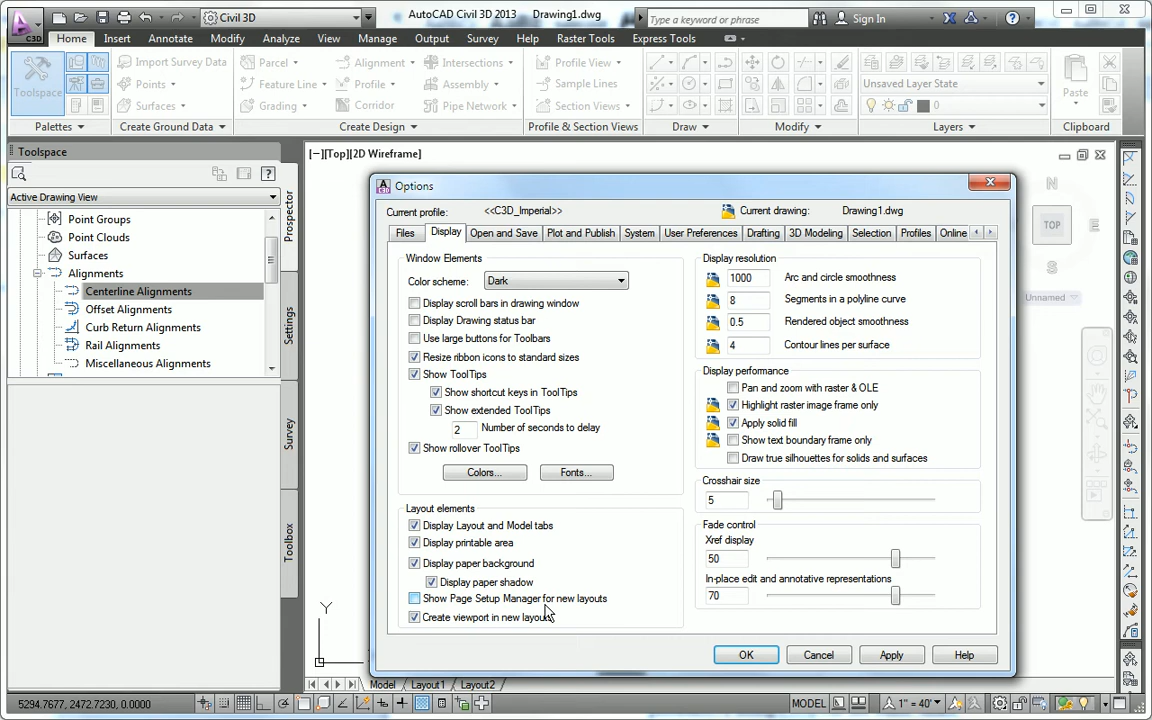 Civil 3D
AutoCAD Civil 3D 2013 Drawing1.dwg
Type a keyword or phrase
Sign In
C3D
Home Insert Annotate Modify Analyze View Manage Output Survey Help Raster Tools Express Tools
Toolspace
Import Survey Data
Points
Surfaces
Parcel
Feature Line
Grading
Alignment
Profile
Corridor
Intersections
Assembly
Pipe Network
Profile View
Sample Lines
Section Views
Unsaved Layer State
0
Paste
Palettes Create Ground Data Create Design Profile & Section Views Draw Modify Layers Clipboard
Toolspace
Active Drawing View
Point Groups
Point Clouds
Surfaces
Alignments
Centerline Alignments
Offset Alignments
Curb Return Alignments
Rail Alignments
Miscellaneous Alignments
Prospector
Settings
Survey
Toolbox
[−][Top][2D Wireframe]
N
TOP
E
S
Unnamed
Options
Current profile: <<C3D_Imperial>> Current drawing: Drawing1.dwg
Files Display Open and Save Plot and Publish System User Preferences Drafting 3D Modeling Selection Profiles Online
Window Elements
Color scheme: Dark
Display scroll bars in drawing window
Display Drawing status bar
Use large buttons for Toolbars
Resize ribbon icons to standard sizes
Show ToolTips
Show shortcut keys in ToolTips
Show extended ToolTips
2 Number of seconds to delay
Show rollover ToolTips
Colors... Fonts...
Layout elements
Display Layout and Model tabs
Display printable area
Display paper background
Display paper shadow
Show Page Setup Manager for new layouts
Create viewport in new layouts
Display resolution
1000 Arc and circle smoothness
8 Segments in a polyline curve
0.5 Rendered object smoothness
4 Contour lines per surface
Display performance
Pan and zoom with raster & OLE
Highlight raster image frame only
Apply solid fill
Show text boundary frame only
Draw true silhouettes for solids and surfaces
Crosshair size
5
Fade control
Xref display
50
In-place edit and annotative representations
70
OK Cancel Apply Help
Y
Model Layout1 Layout2
5294.7677, 2472.7230, 0.0000
MODEL
1" = 40'